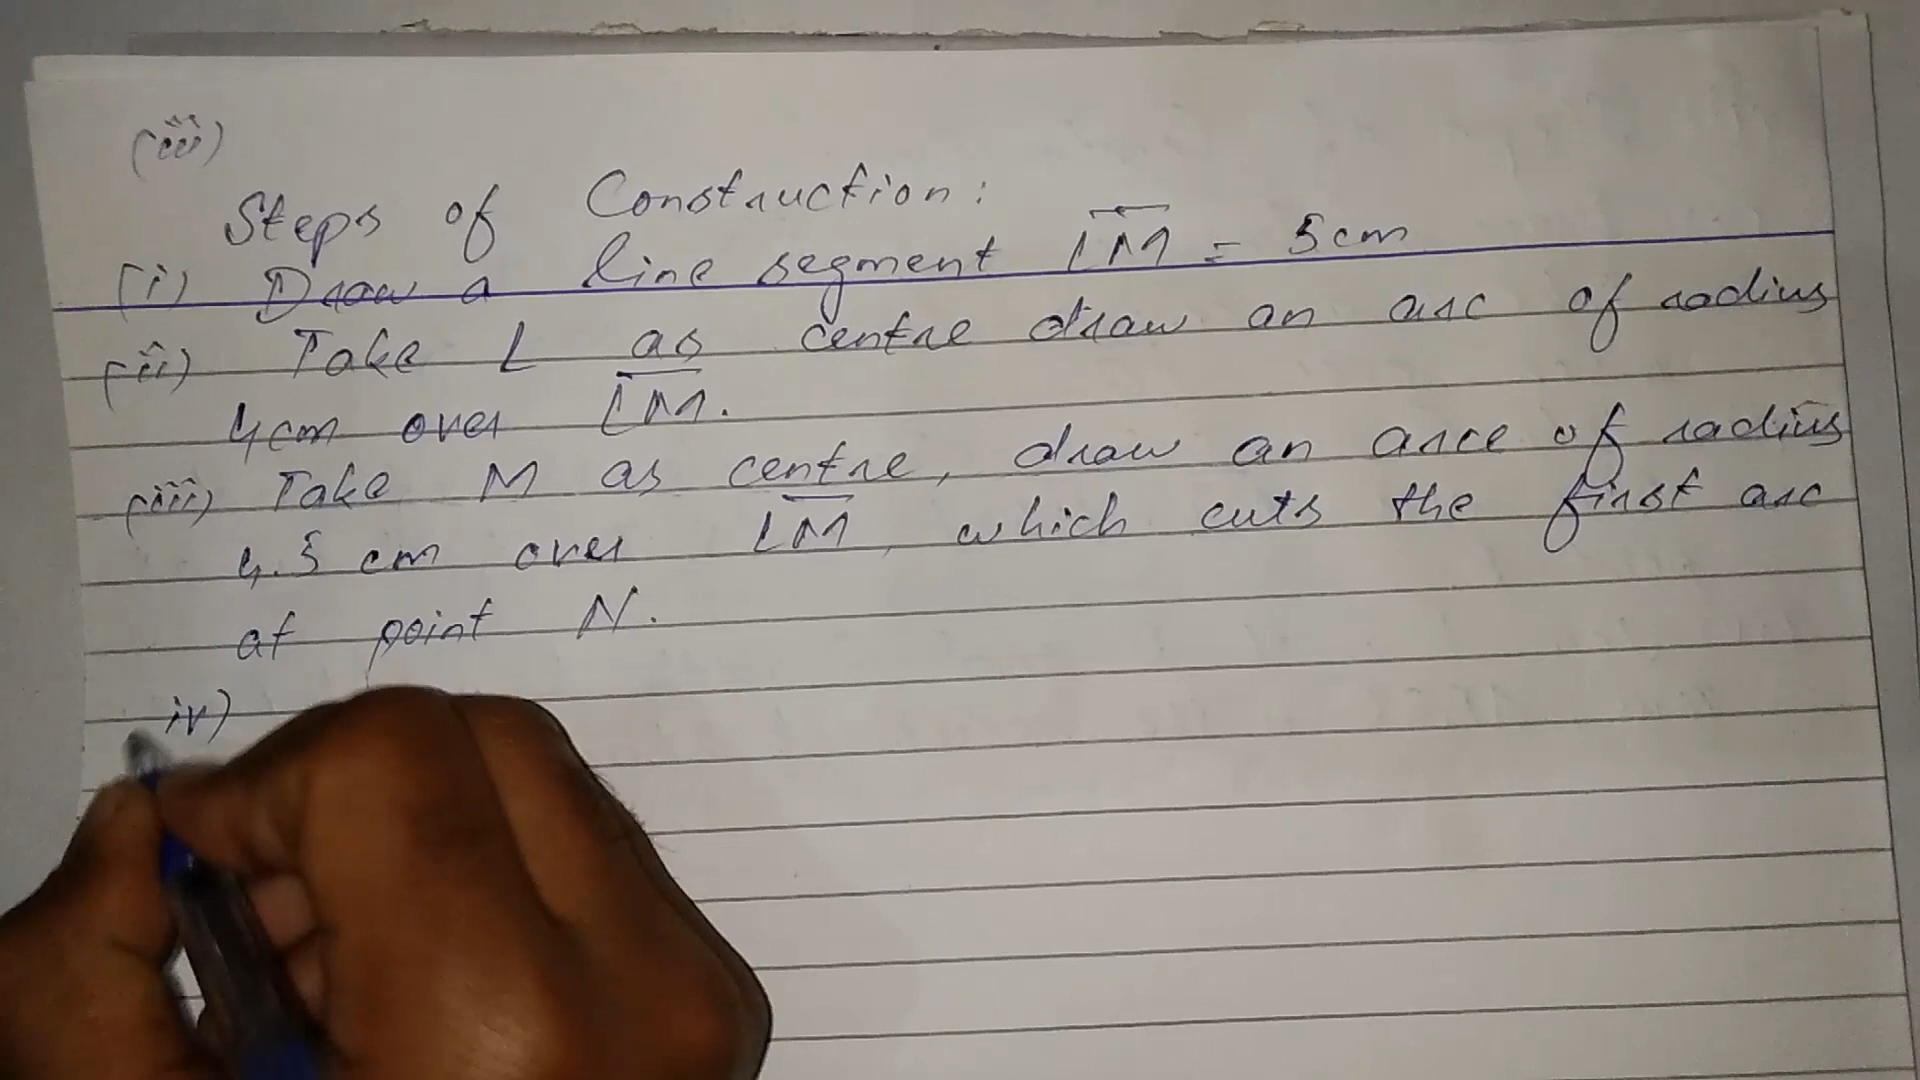 (iii)
Steps of Construction:
(i) Draw a line segment LM = 5cm
(ii) Take L as centre draw an arc of radius
4cm over LM.
(iii) Take M as centre, draw an arce of radius
4.5 cm over LM, which cuts the first arc
at point N.
iv)